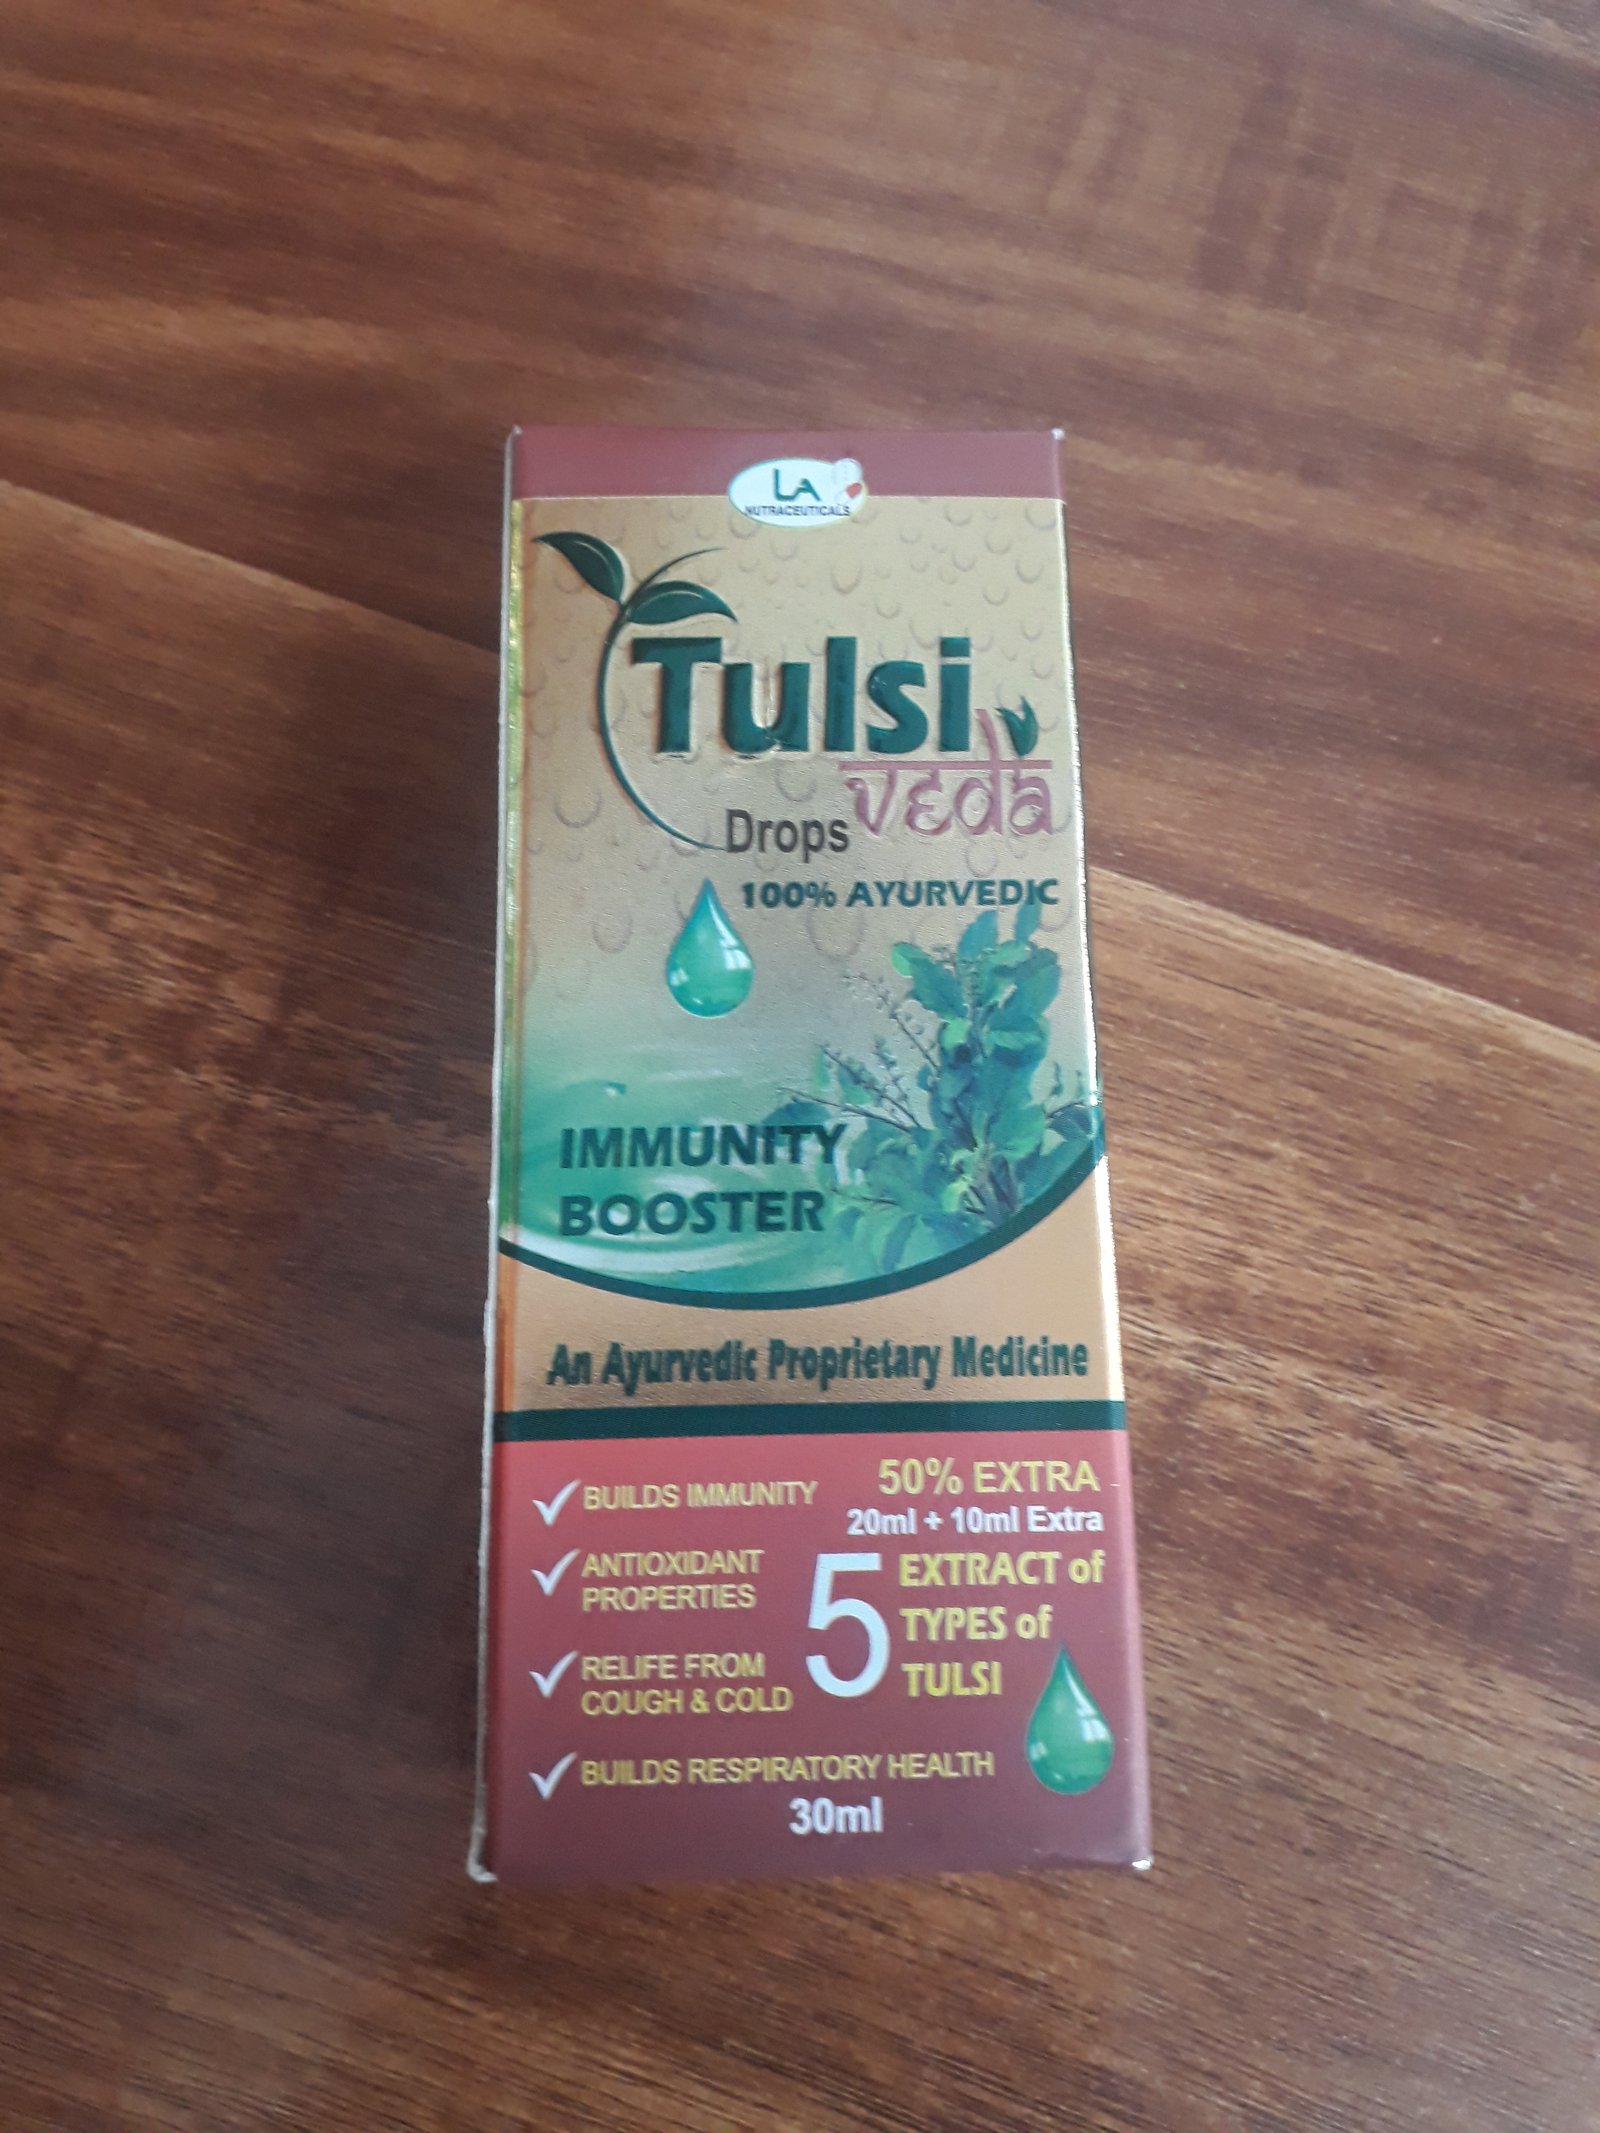 LA
NUTRACEUTICALS
Tulsi
veda
Drops
100% AYURVEDIC
IMMUNITY
BOOSTER
An Ayurvedic Proprietary Medicine
BUILDS IMMUNITY
ANTIOXIDANT
PROPERTIES
RELIFE FROM
COUGH & COLD
BUILDS RESPIRATORY HEALTH
50% EXTRA
20ml + 10ml Extra
5 EXTRACT of
TYPES of
TULSI
30ml